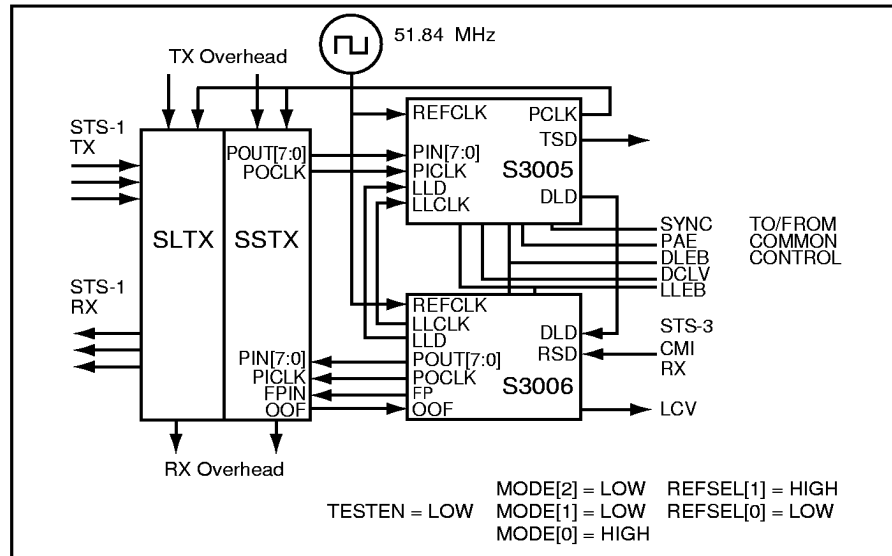 51.84 MHz
TX Overhead
REFCLK
PCLK
TSD
STS-1
TX
POUT[7:0]
POCLK
PIN[7:0]
PICLK
LLD
LLCLK
S3005
DLD
SLTX
SSTX
SYNC
PAE
DLEB
DCLV
LLEB
TO/FROM
COMMON
CONTROL
STS-1
RX
REFCLK
LLCLK
LLD
DLD
RSD
STS-3
CMI
RX
PIN[7:0]
PICLK
FPIN
OOF
POUT[7:0]
POCLK
FP
OOF
S3006
LCV
RX Overhead
TESTEN = LOW
MODE[2] = LOW
MODE[1] = LOW
MODE[0] = HIGH
REFSEL[1] = HIGH
REFSEL[0] = LOW